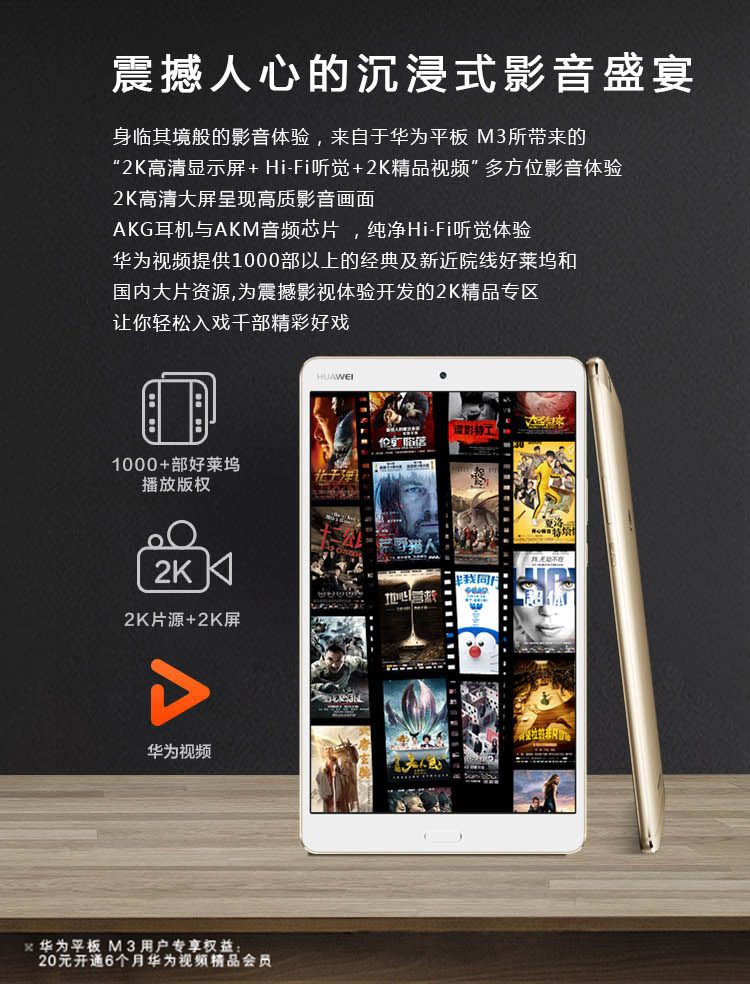 震撼人心的沉浸式影音盛宴
身临其境般的影音体验，来自于华为平板 M3所带来的
“2K高清显示屏+ Hi-Fi听觉+2K精品视频” 多方位影音体验
2K高清大屏呈现高质影音画面
AKG耳机与AKM音频芯片 ，纯净Hi-Fi听觉体验
华为视频提供1000部以上的经典及新近院线好莱坞和
国内大片资源,为震撼影视体验开发的2K精品专区
让你轻松入戏千部精彩好戏
1000+部好莱坞
播放版权
2K
2K片源+2K屏
华为视频
HUAWEI
伦敦陷落
谍影特工
荒野猎人
地心营救
伴我同行
超体
夏洛特烦恼
※ 华为平板 M3用户专享权益：
20元开通6个月华为视频精品会员